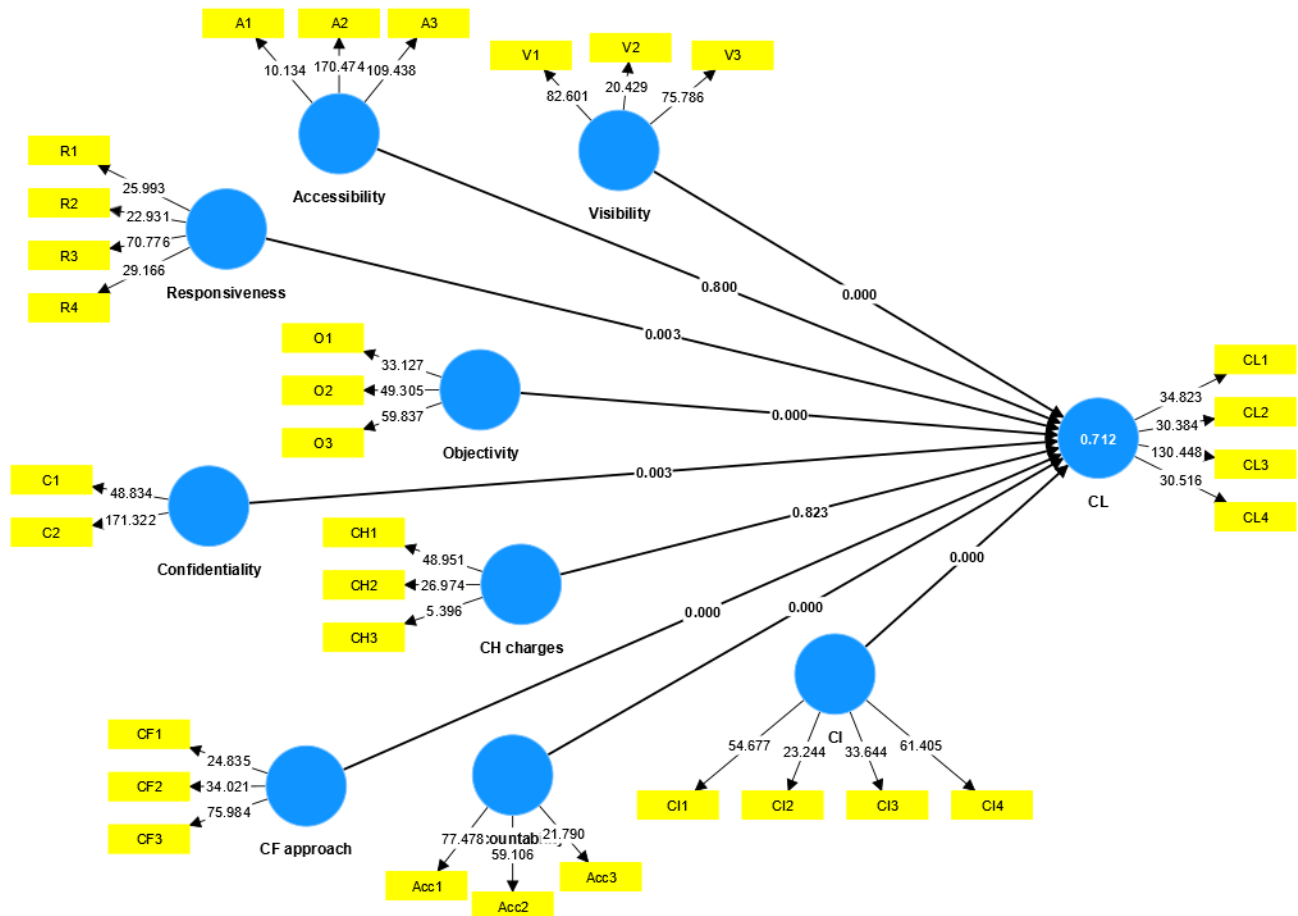 A1
A2
A3
10.134
170.474
109.438
Accessibility
V1
V2
V3
82.601
20.429
75.786
Visibility
R1
R2
R3
R4
25.993
22.931
70.776
29.166
Responsiveness
0.800
0.000
0.003
O1
O2
O3
33.127
49.305
59.837
Objectivity
0.000
C1
C2
48.834
171.322
Confidentiality
0.003
CH1
CH2
CH3
48.951
26.974
5.396
CH charges
0.823
CL1
CL2
CL3
CL4
34.823
30.384
130.448
30.516
0.712
CL
CF1
CF2
CF3
24.835
34.021
75.984
CF approach
0.000
0.000
0.000
77.478
59.106
21.790
Acc1
Acc2
Acc3
CI
54.677
23.244
33.644
61.405
CI1
CI2
CI3
CI4